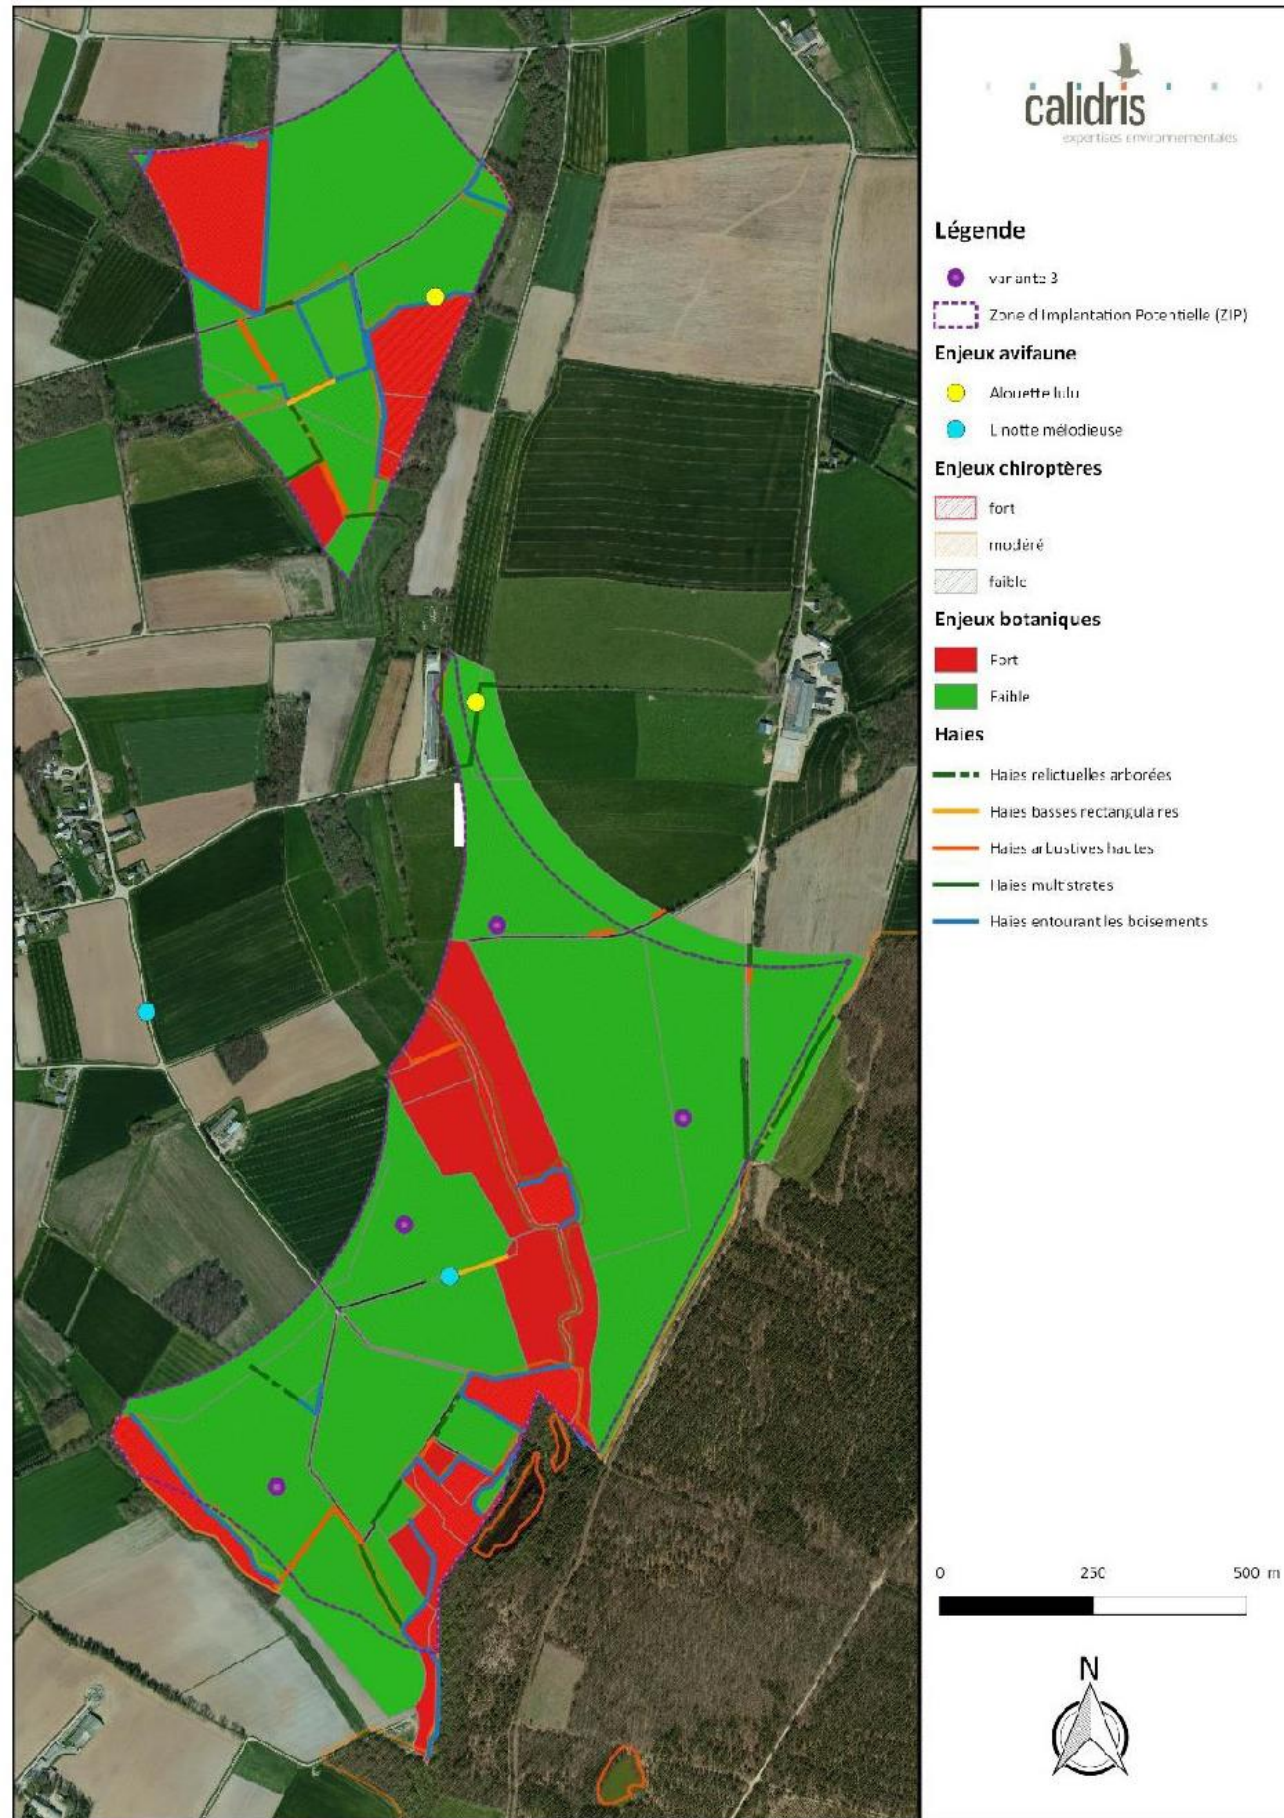 calidris
expertises environnementales
Légende
variante 3
Zone d'Implantation Potentielle (ZIP)
Enjeux avifaune
Alouette lulu
Linotte mélodieuse
Enjeux chiroptères
fort
modéré
faible
Enjeux botaniques
Fort
Faible
Haies
Haies relictuelles arborées
Haies basses rectangulaires
Haies arbustives hautes
Haies multistrates
Haies entourant les boisements
0 250 500 m
N